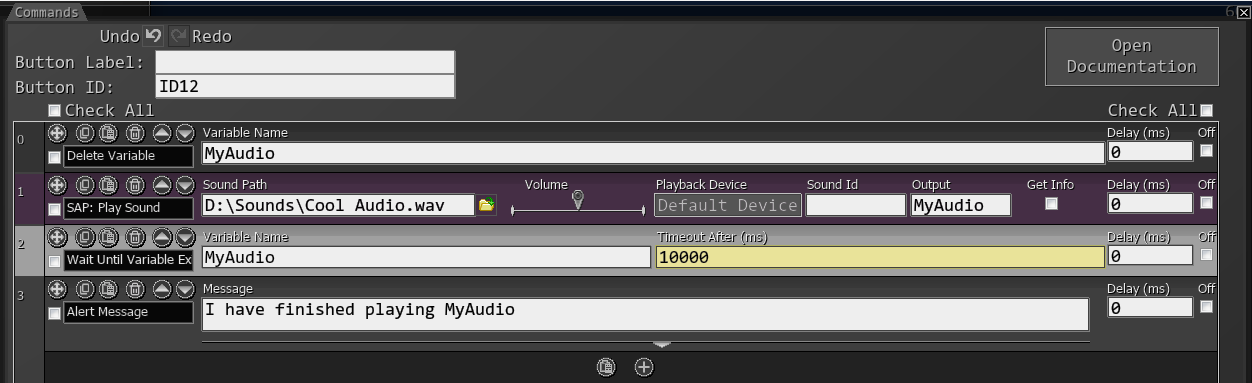 Commands
6
Undo Redo
Button Label:
Button ID: ID12
Open
Documentation
Check All Check All
0 Variable Name Delay (ms) Off
Delete Variable MyAudio 0
1 Sound Path Volume Playback Device Sound Id Output Get Info Delay (ms) Off
SAP: Play Sound D:\Sounds\Cool Audio.wav Default Device MyAudio 0
2 Variable Name Timeout After (ms) Delay (ms) Off
Wait Until Variable Ex MyAudio 10000 0
3 Message Delay (ms) Off
Alert Message I have finished playing MyAudio 0